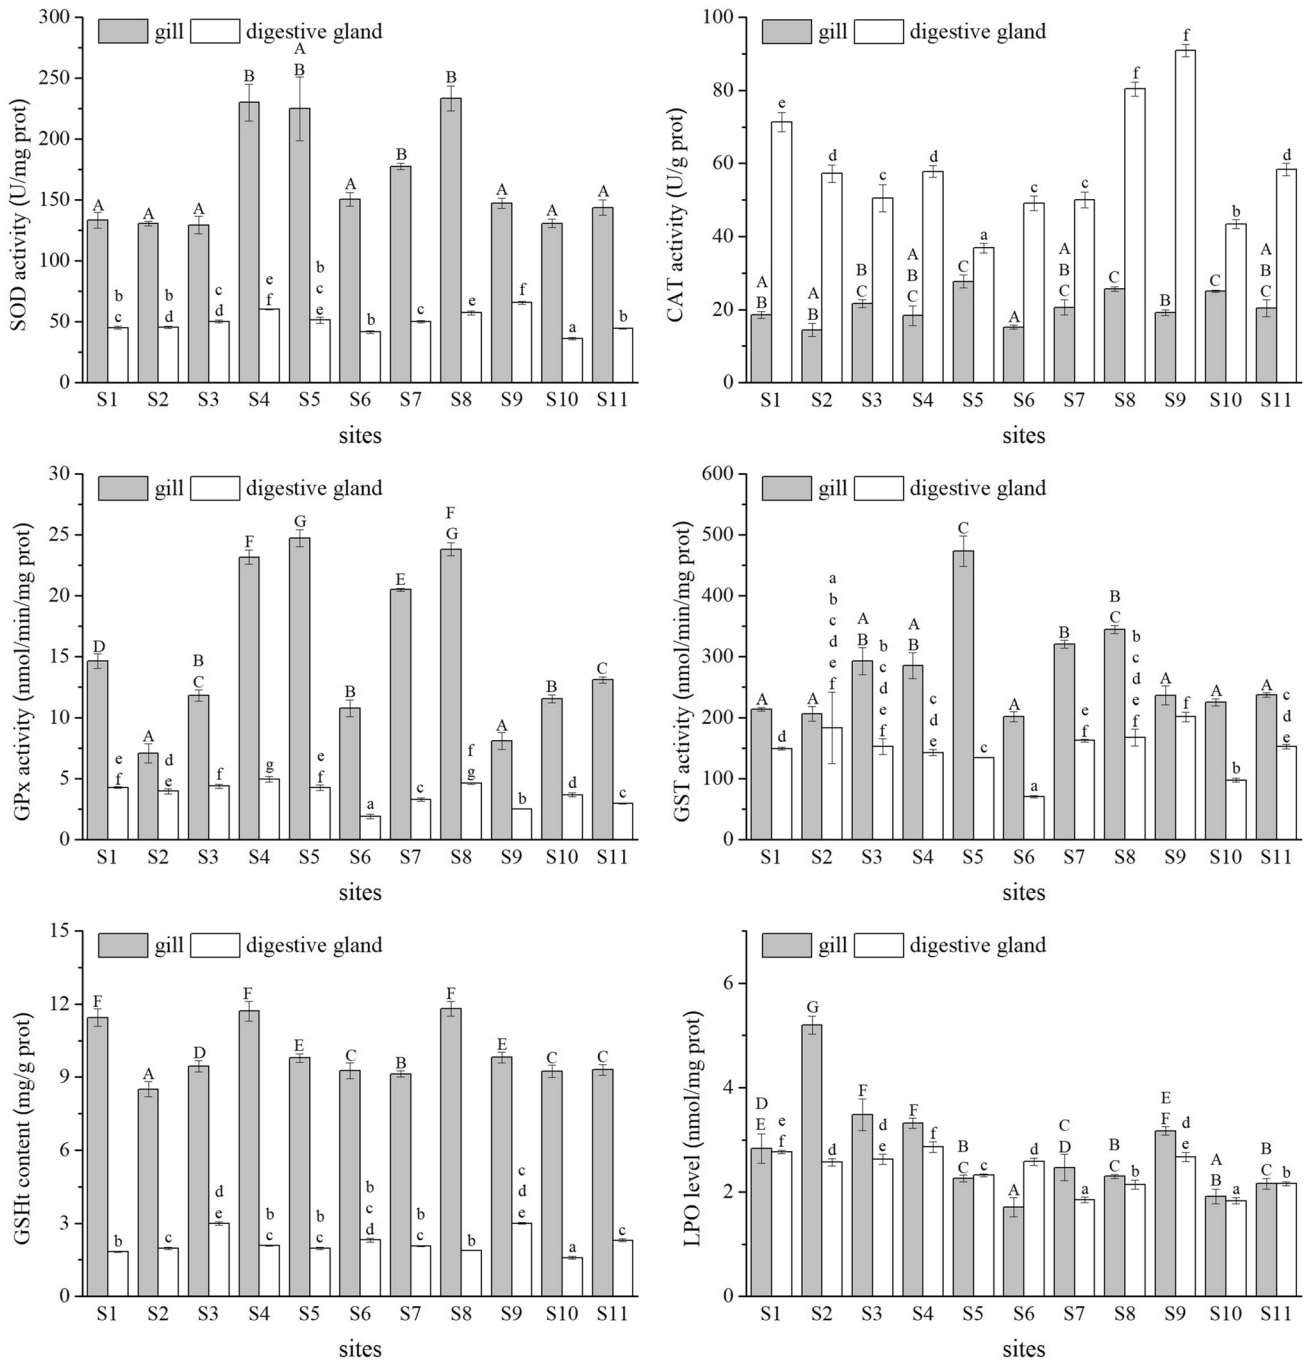 gill digestive gland
SOD activity (U/mg prot)
300
250
200
150
100
50
0
A
A
A
B
A
B
B
A
B
B
A
A
A
b
c
b
d
c
d
e
f
b
c
e
b
c
e
f
a
b
S1 S2 S3 S4 S5 S6 S7 S8 S9 S10 S11
sites
gill digestive gland
CAT activity (U/g prot)
100
80
60
40
20
0
A
B
A
B
B
C
A
B
C
C
A
A
B
C
C
B
C
A
B
C
e
d
c
d
a
c
c
f
f
b
d
S1 S2 S3 S4 S5 S6 S7 S8 S9 S10 S11
sites
gill digestive gland
GPx activity (nmol/min/mg prot)
30
25
20
15
10
5
0
D
A
B
C
F
G
B
E
F
G
A
B
C
e
f
d
e
f
g
e
f
a
c
f
g
b
d
c
S1 S2 S3 S4 S5 S6 S7 S8 S9 S10 S11
sites
gill digestive gland
GST activity (nmol/min/mg prot)
600
500
400
300
200
100
0
A
A
A
B
A
B
C
A
B
B
C
A
A
A
d
a
b
c
d
e
f
b
c
d
e
f
c
d
e
c
a
e
f
b
c
d
e
f
f
b
c
d
e
S1 S2 S3 S4 S5 S6 S7 S8 S9 S10 S11
sites
gill digestive gland
GSHt content (mg/g prot)
15
12
9
6
3
0
F
A
D
F
E
C
B
F
E
C
C
b
c
d
e
b
c
b
c
b
c
d
b
c
b
c
d
e
a
c
S1 S2 S3 S4 S5 S6 S7 S8 S9 S10 S11
sites
gill digestive gland
LPO level (nmol/mg prot)
6
4
2
0
D
E
G
F
F
B
C
A
C
D
B
C
E
F
A
B
B
C
e
f
d
d
e
f
c
d
a
b
d
e
a
b
S1 S2 S3 S4 S5 S6 S7 S8 S9 S10 S11
sites